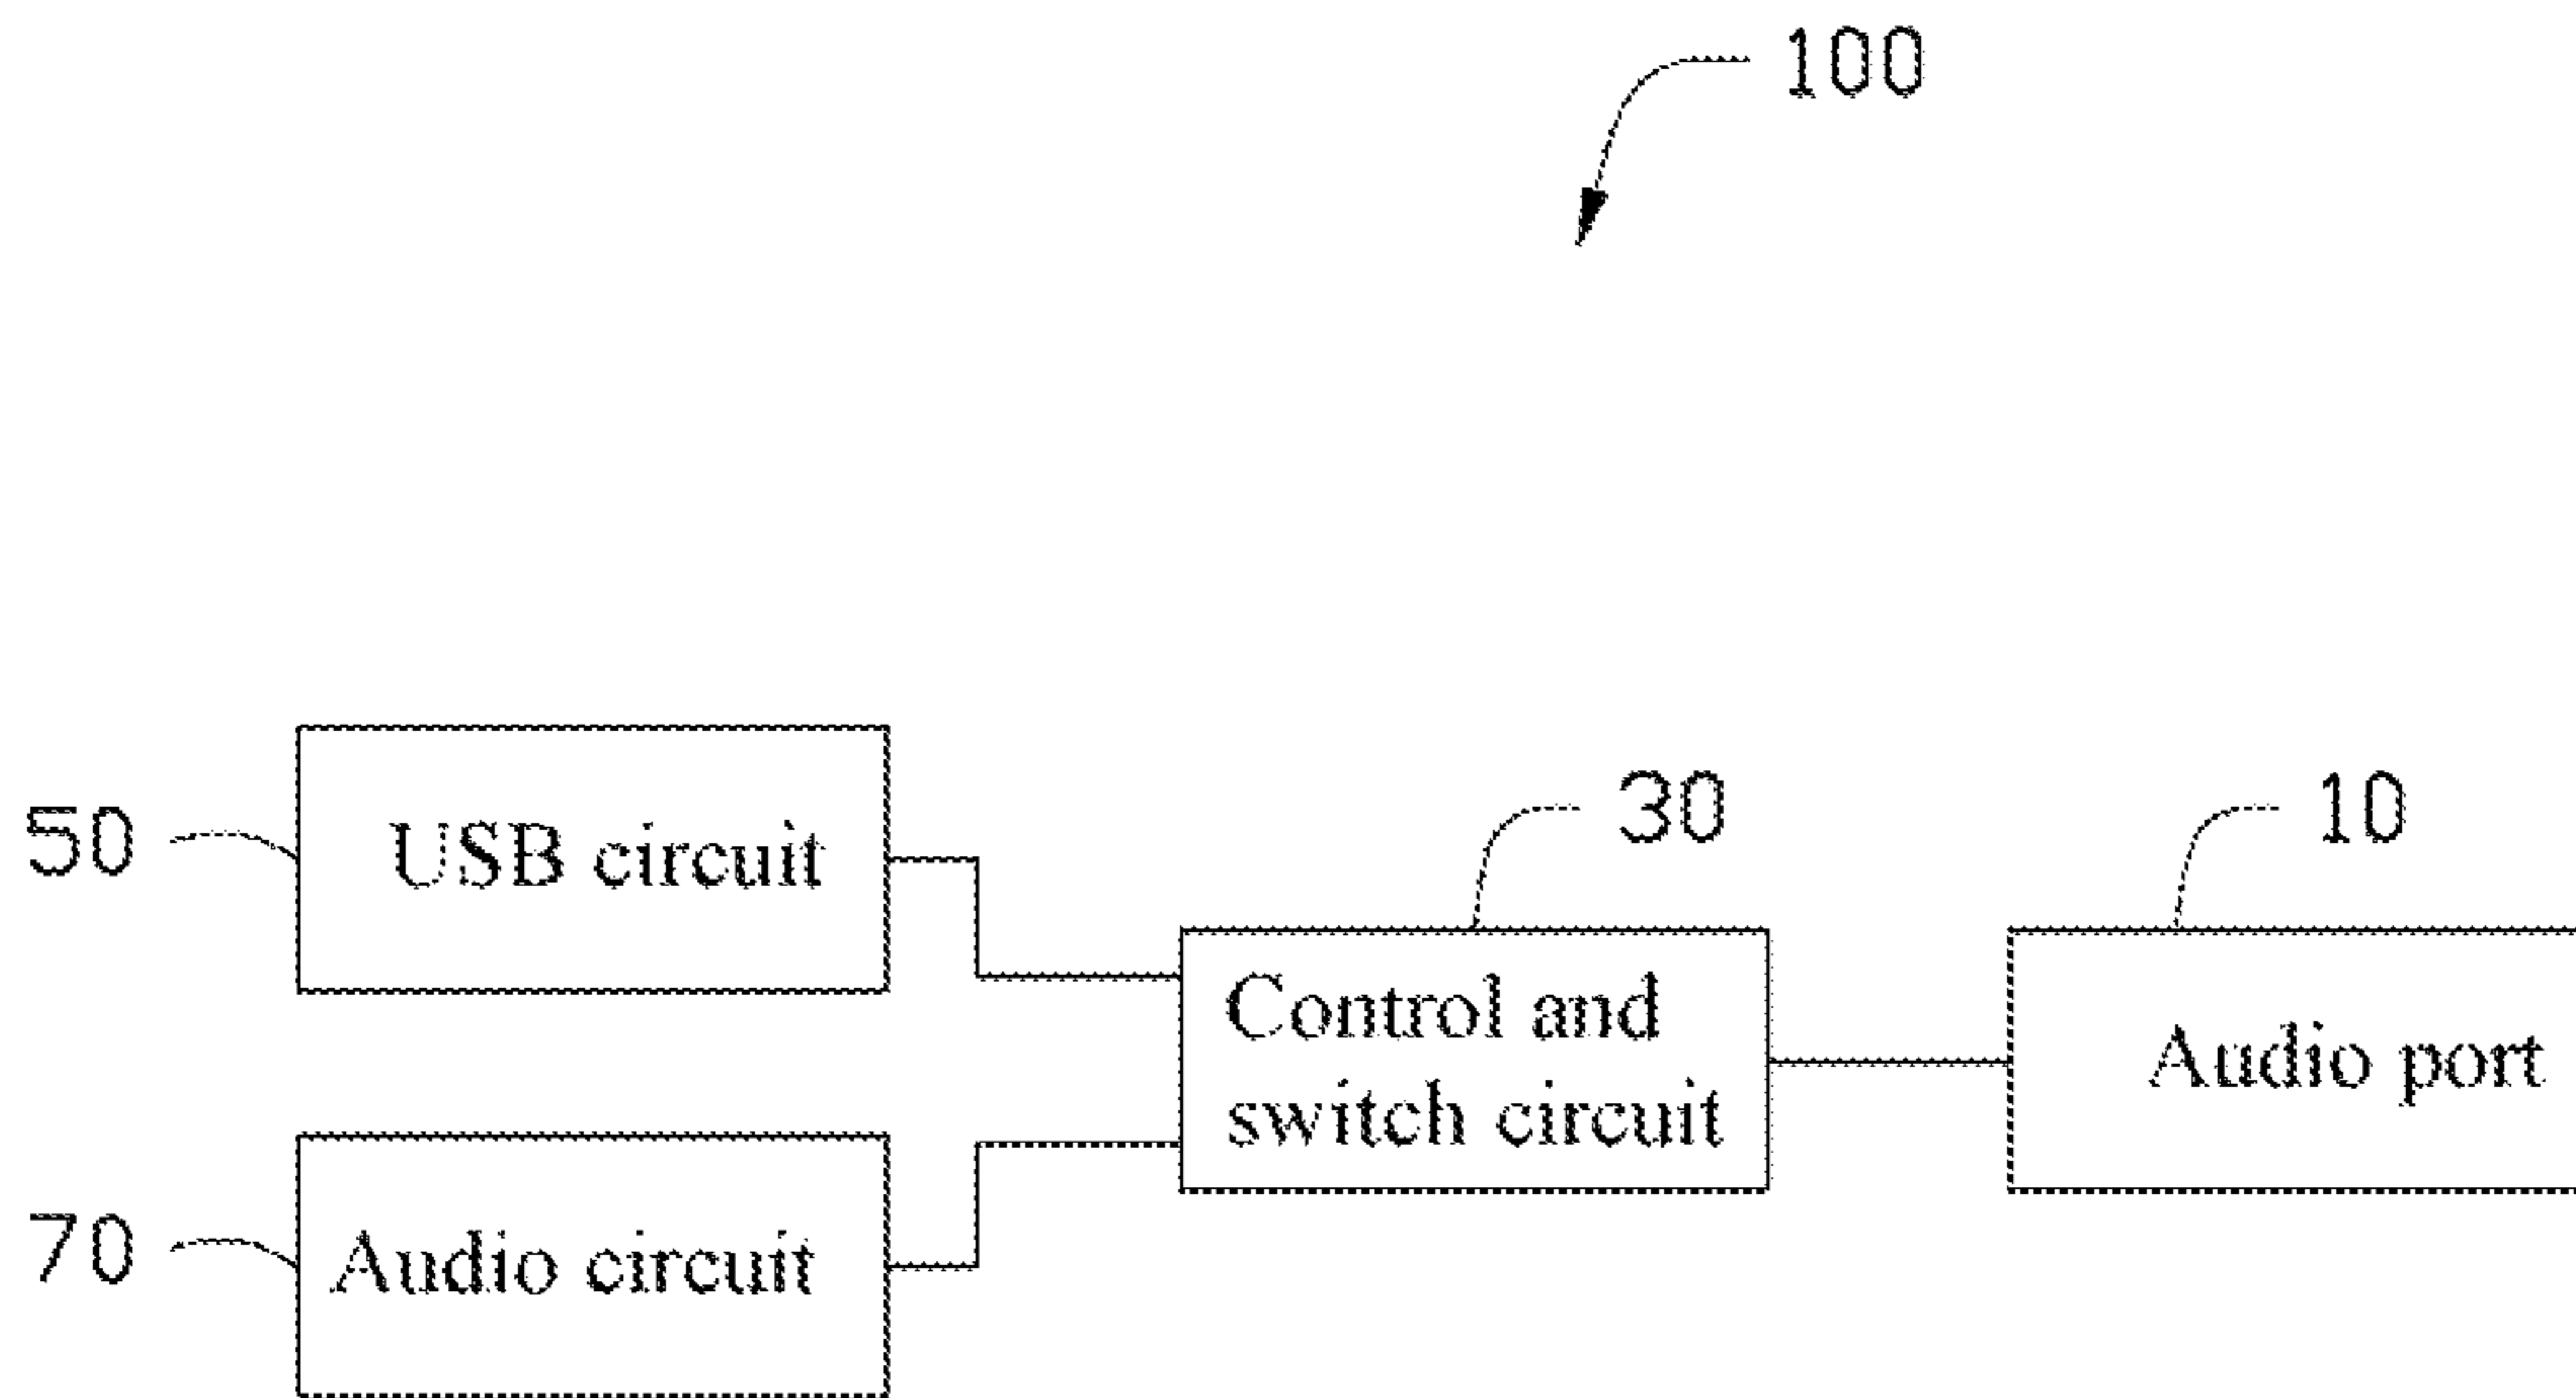 100
50
USB circuit
30
10
Control and
switch circuit
Audio port
70
Audio circuit